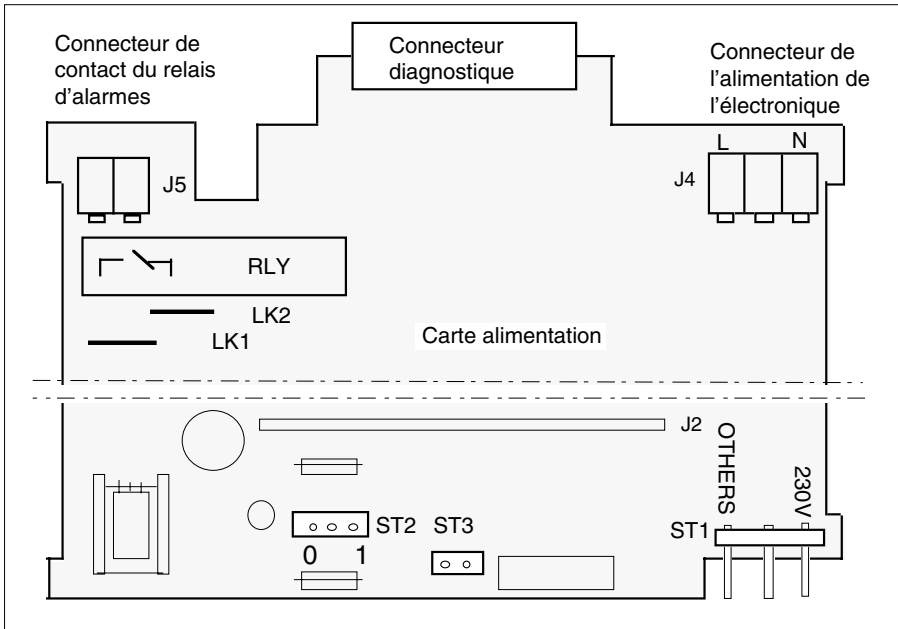 Connecteur de
contact du relais
d'alarmes
Connecteur
diagnostique
Connecteur de
l'alimentation de
l'électronique
L N
J5
J4
RLY
LK2
LK1
Carte alimentation
J2
OTHERS
230V
ST2 ST3
ST1
0 1